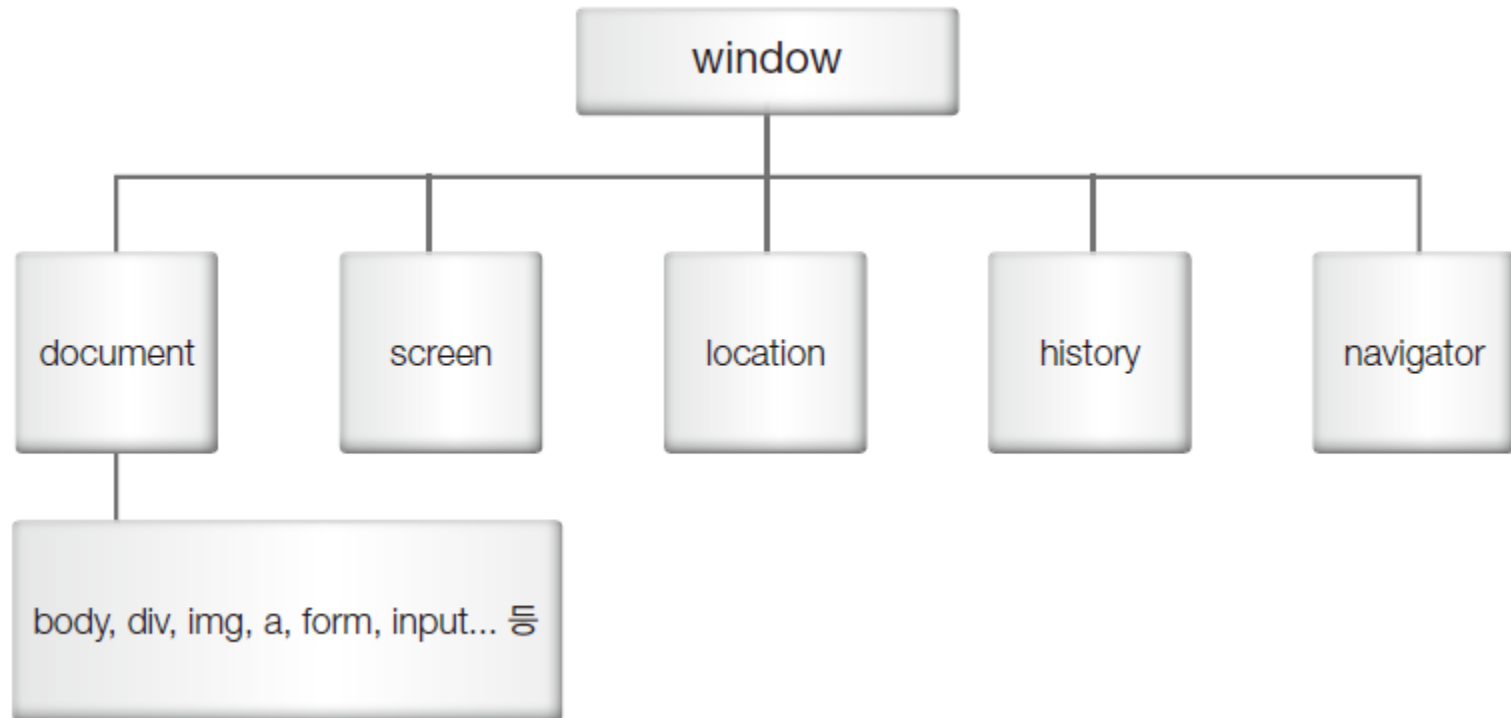 window
document
screen
location
history
navigator
body, div, img, a, form, input... 등